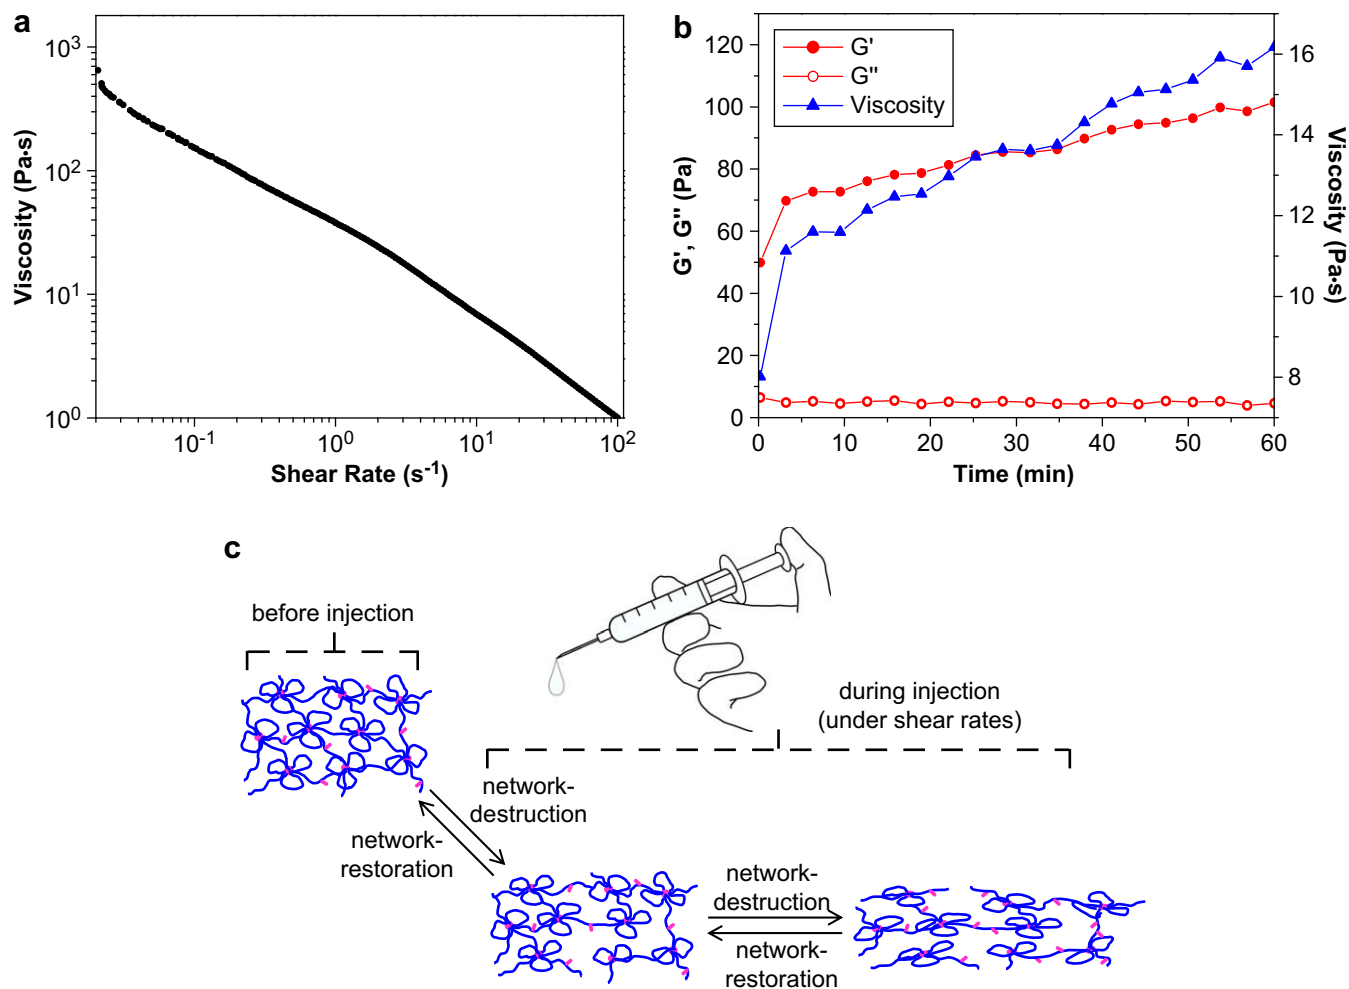 a
10³
10²
10¹
10⁰
Viscosity (Pa·s)
10⁻¹
10⁰
10¹
10²
Shear Rate (s⁻¹)
b
G'
G"
Viscosity
120
100
80
60
40
20
0
G', G" (Pa)
16
14
12
10
8
Viscosity (Pa·s)
0 10 20 30 40 50 60
Time (min)
c
before injection
during injection
(under shear rates)
network-
destruction
network-
restoration
network-
destruction
network-
restoration